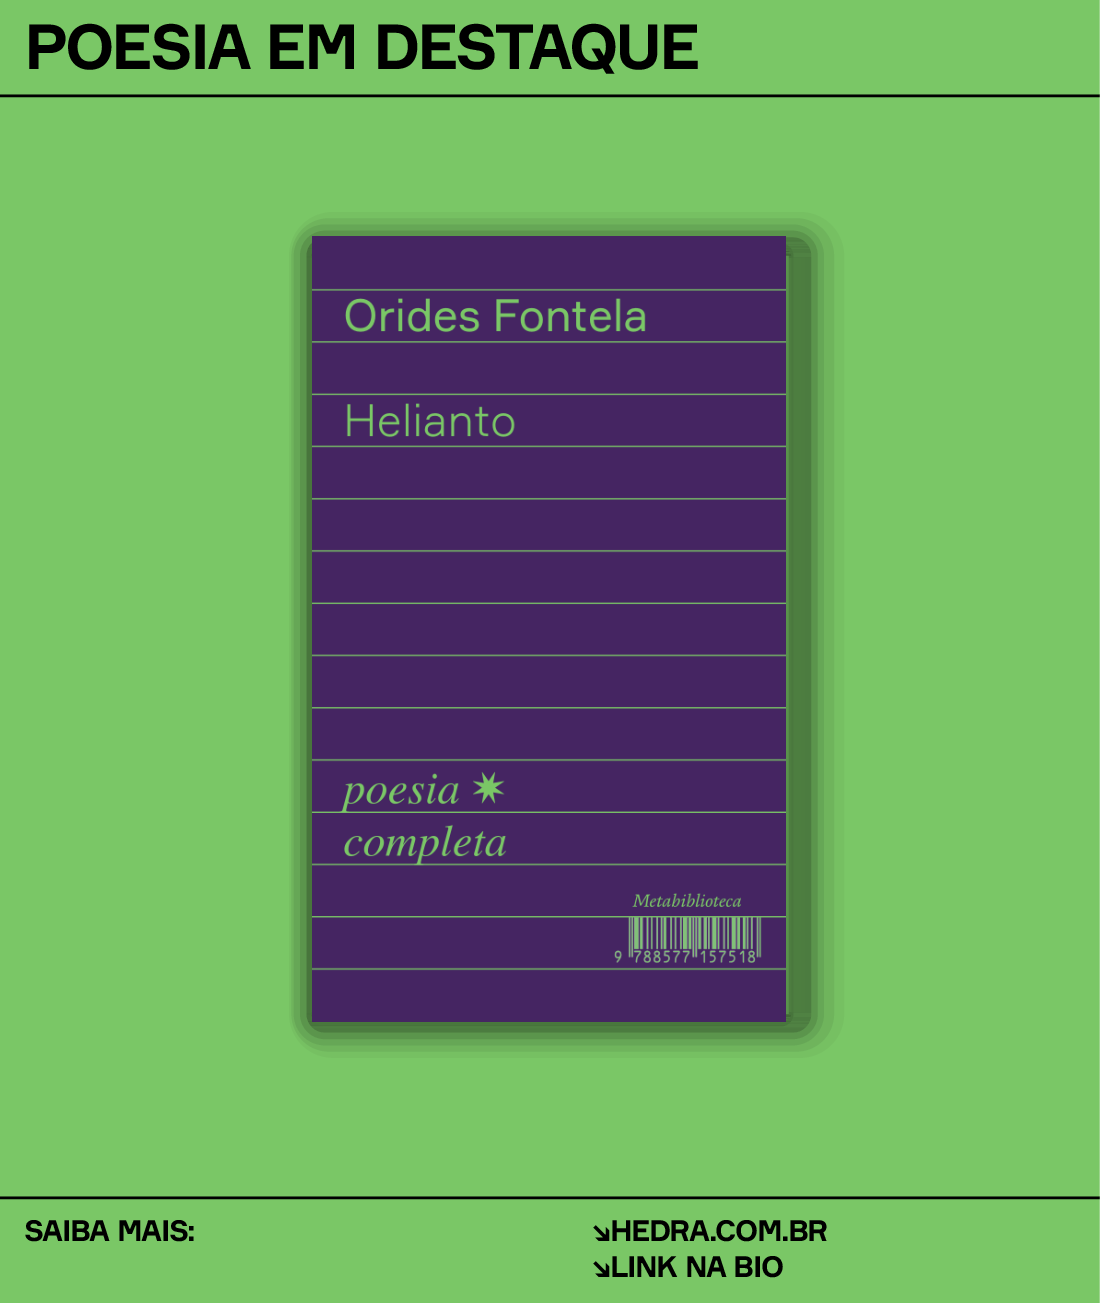 POESIA EM DESTAQUE
Orides Fontela
Helianto
poesia ✷
completa
Metabiblioteca
9 788577 157518
SAIBA MAIS:
↘HEDRA.COM.BR
↘LINK NA BIO